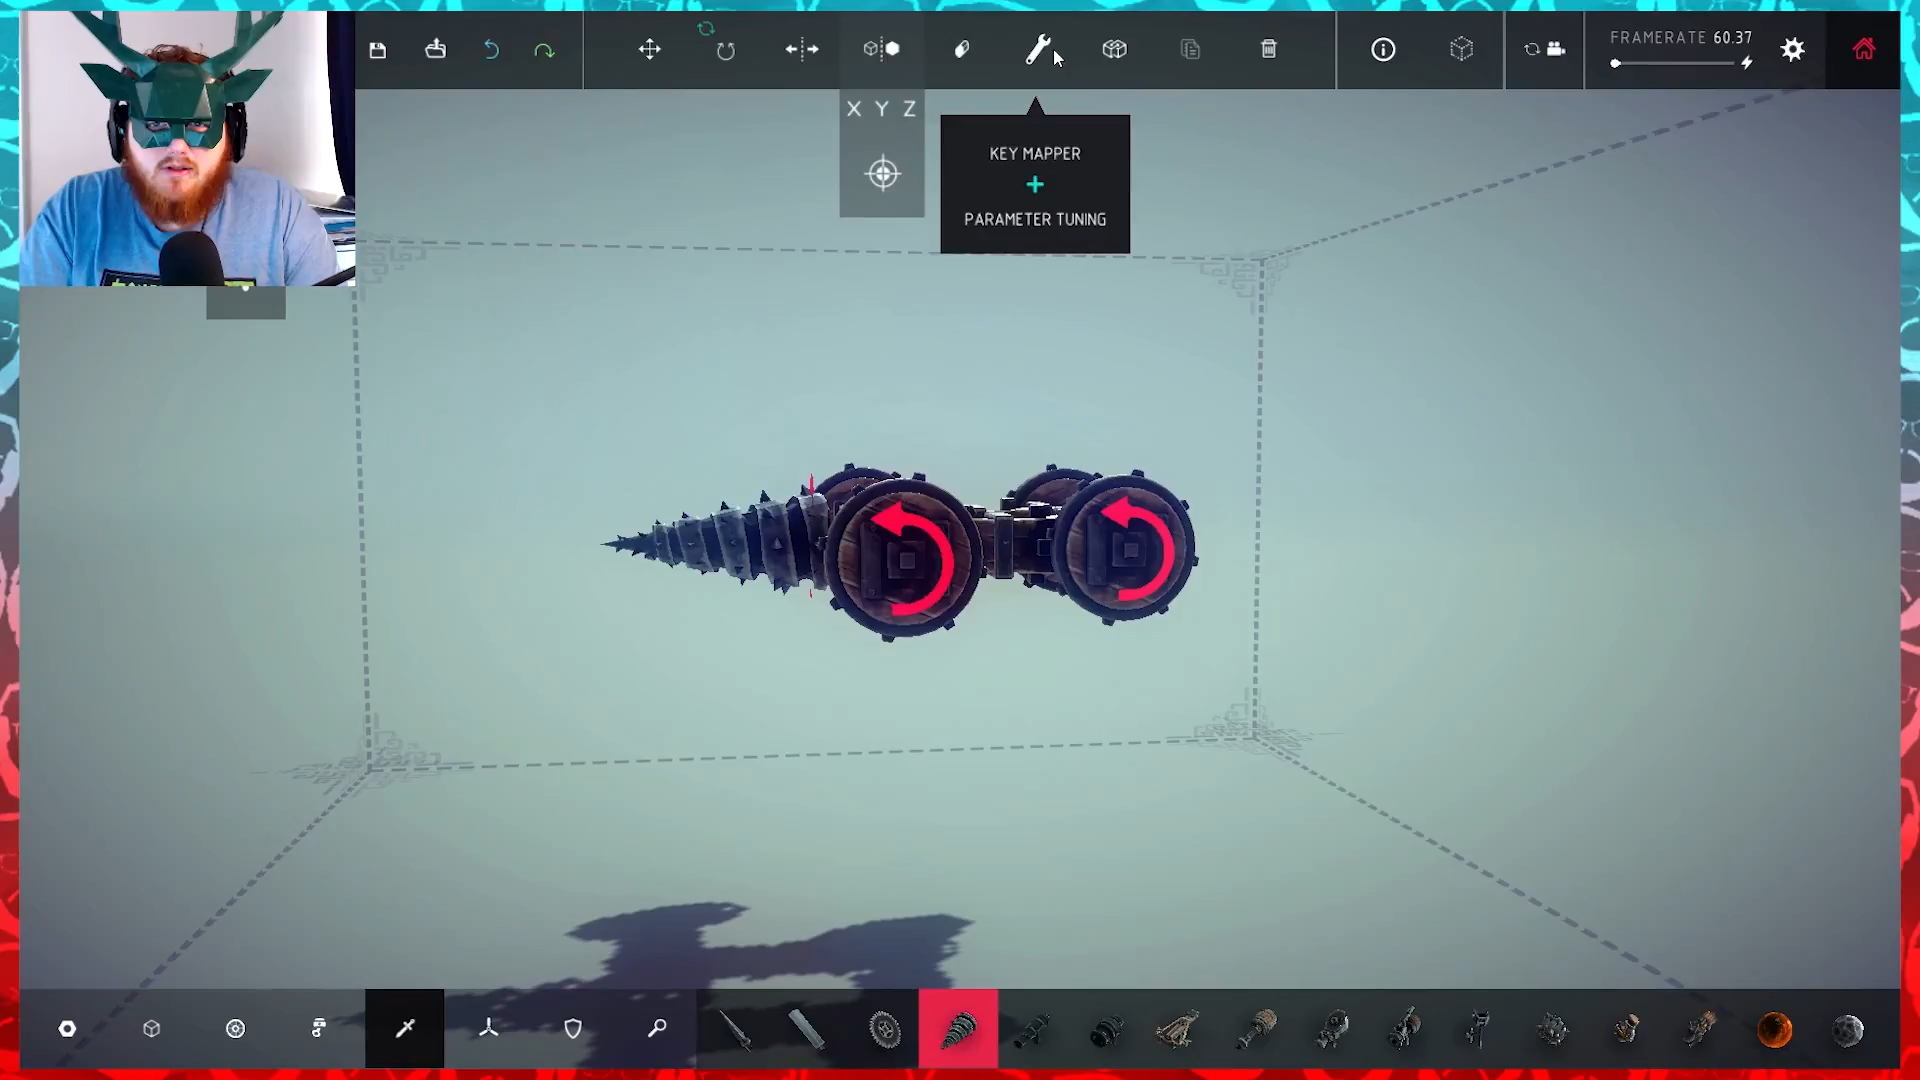 FRAMERATE 60.37
X Y Z
KEY MAPPER
+
PARAMETER TUNING